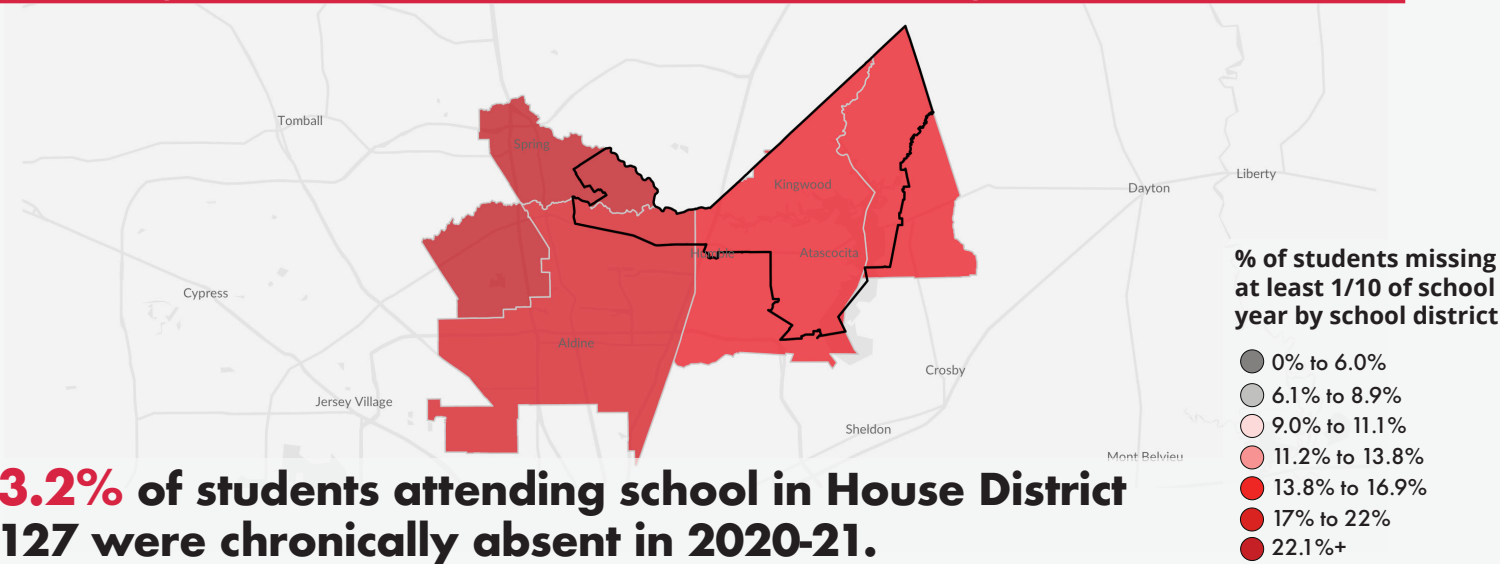 Tomball
Spring
Kingwood
Dayton
Liberty
Humble
Atascocita
Cypress
Aldine
Jersey Village
Crosby
Sheldon
Mont Belvieu
% of students missing
at least 1/10 of school
year by school district
0% to 6.0%
6.1% to 8.9%
9.0% to 11.1%
11.2% to 13.8%
13.8% to 16.9%
17% to 22%
22.1%+
3.2% of students attending school in House District
127 were chronically absent in 2020-21.